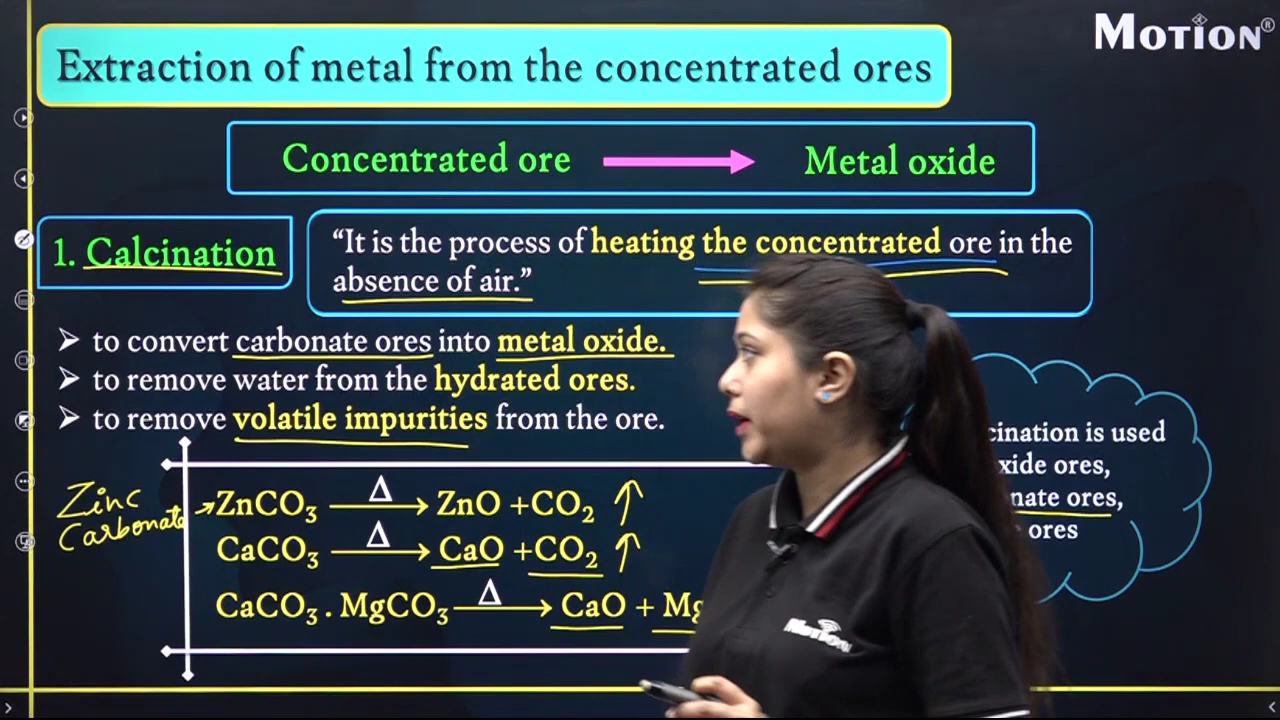 MOTION®
Extraction of metal from the concentrated ores
Concentrated ore → Metal oxide
1. Calcination
“It is the process of heating the concentrated ore in the
absence of air.”
➢ to convert carbonate ores into metal oxide.
➢ to remove water from the hydrated ores.
➢ to remove volatile impurities from the ore.
cination is used
xide ores,
nate ores,
ores
Zinc
Carbonate
ZnCO₃ —Δ→ ZnO +CO₂ ↑
CaCO₃ —Δ→ CaO +CO₂ ↑
CaCO₃ . MgCO₃ —Δ→ CaO + Mg
MOTION